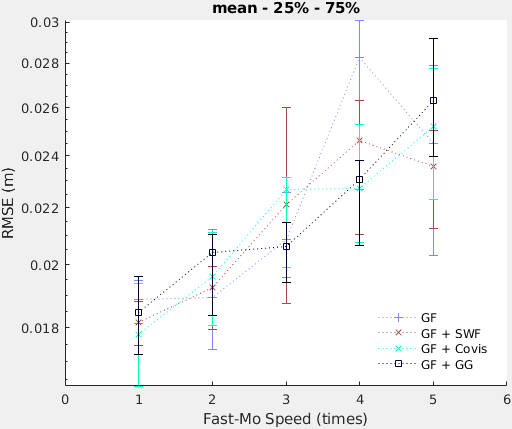 mean - 25% - 75%
0.03
0.028
0.026
0.024
0.022
0.02
0.018
RMSE (m)
GF
GF + SWF
GF + Covis
GF + GG
0 1 2 3 4 5 6
Fast-Mo Speed (times)